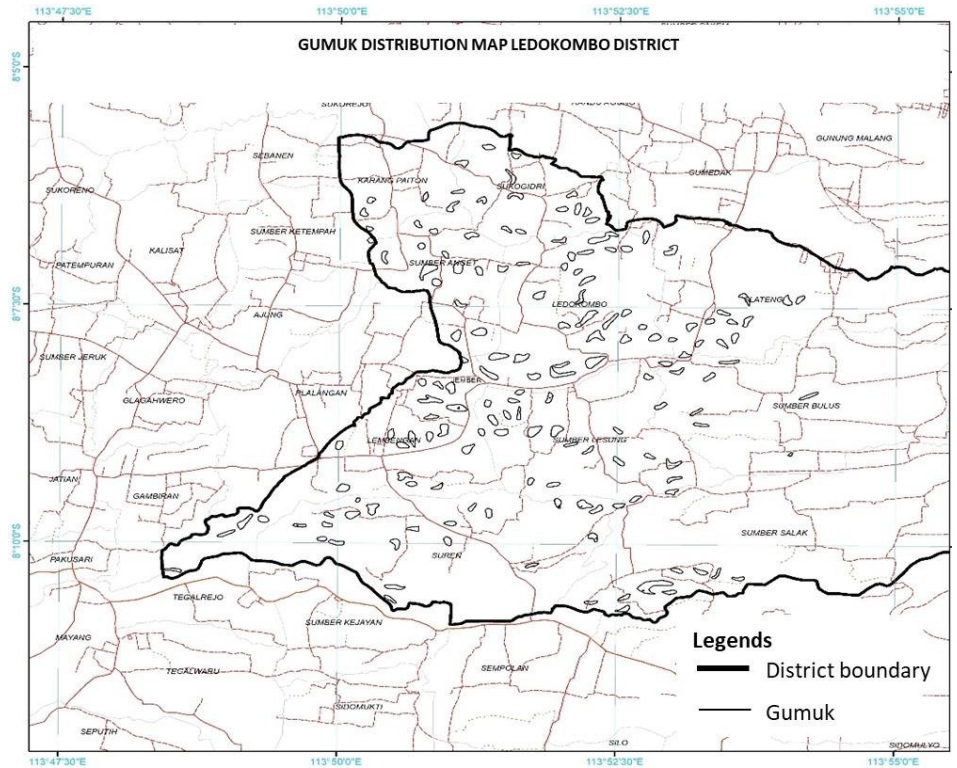 113°47'30"E
113°50'0"E
113°52'30"E
113°55'0"E
GUMUK DISTRIBUTION MAP LEDOKOMBO DISTRICT
8°5'0"S
SUKOREJO
GUNUNG MALANG
SEBANEN
GUMEDAK
KARANG PAITON
SUKOGIDRI
SUKORENO
SUMBER KETEMPAH
KALISAT
PATEMPURAN
SUMBER ANGET
SLATENG
8°7'30"S
LEDOKOMBO
AJUNG
SUMBER JERUK
JEMBER
PLALANGAN
GLAGAHWERO
SUMBER BULUS
LEMBENGAN
SUMBER LESUNG
JATIAN
GAMBIRAN
SUMBER SALAK
8°10'0"S
SUREN
PAKUSARI
TEGALREJO
SUMBER KEJAYAN
MAYANG
Legends
District boundary
Gumuk
SEMPOLAN
TEGALWARU
SIDOMUKTI
SEPUTIH
SILO
SIDOMULYO
113°47'30"E
113°50'0"E
113°52'30"E
113°55'0"E